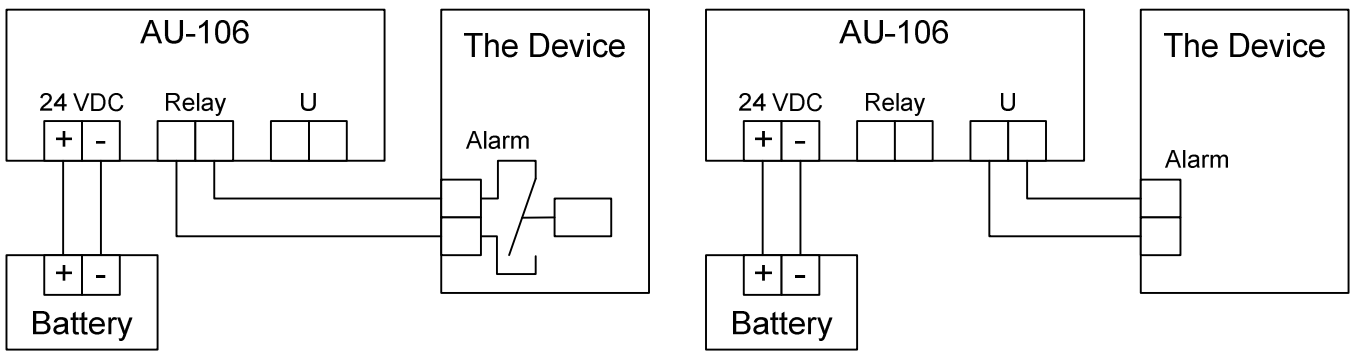 AU-106
The Device
24 VDC Relay U
+ -
Alarm
+ -
Battery
AU-106
The Device
24 VDC Relay U
+ -
Alarm
+ -
Battery